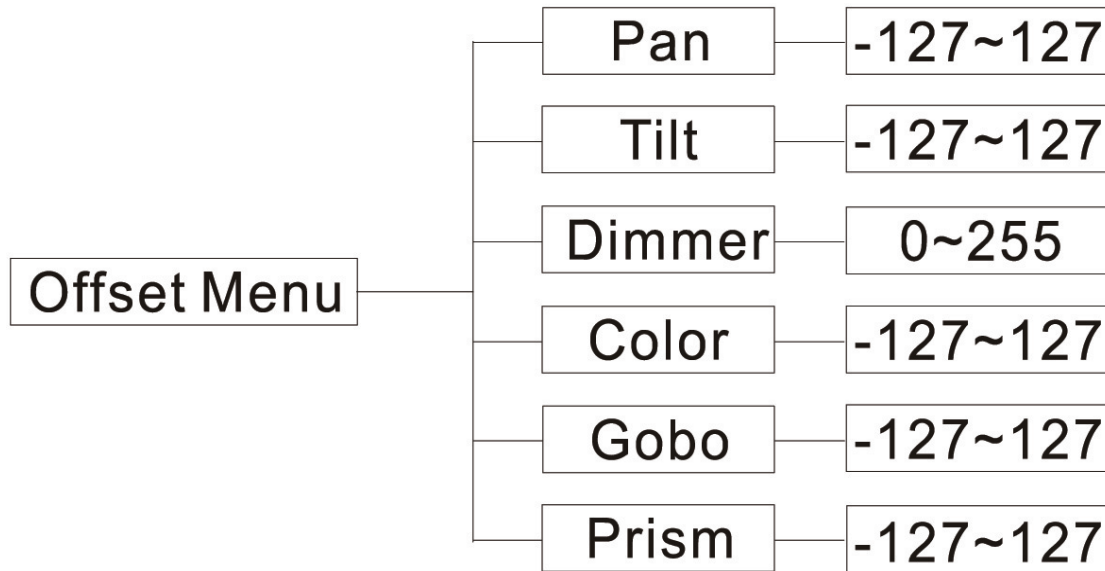 Pan -127~127
Tilt -127~127
Dimmer 0~255
Offset Menu
Color -127~127
Gobo -127~127
Prism -127~127